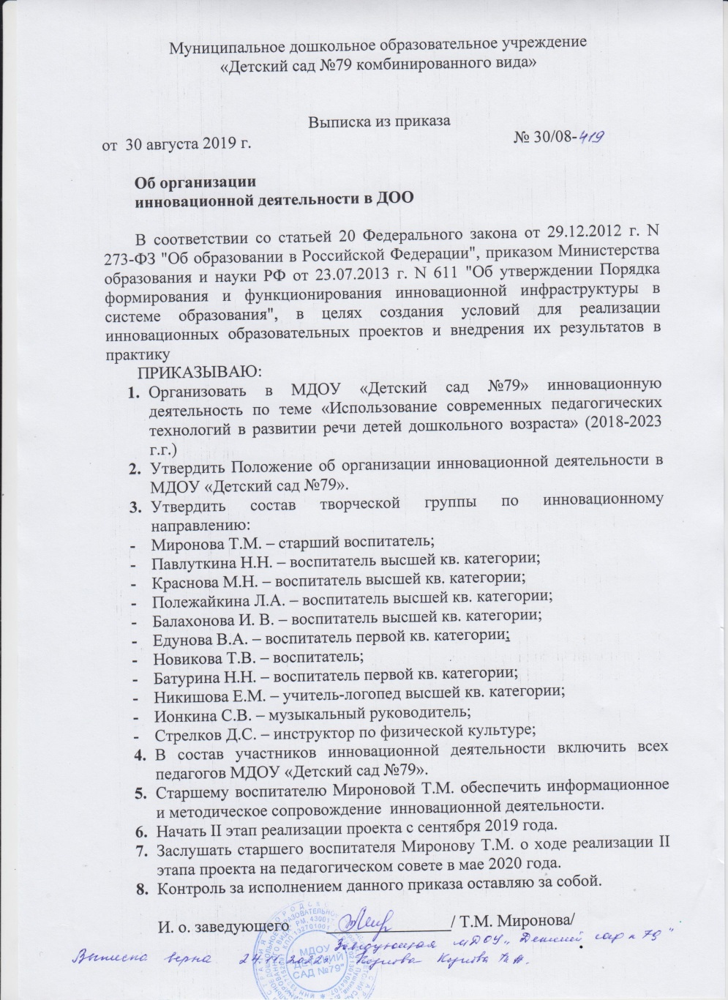 Муниципальное дошкольное образовательное учреждение
«Детский сад №79 комбинированного вида»
Выписка из приказа
от  30 августа 2019 г.
№ 30/08-419
Об организации
инновационной деятельности в ДОО
В соответствии со статьей 20 Федерального закона от 29.12.2012 г. N
273-ФЗ "Об образовании в Российской Федерации", приказом Министерства
образования и науки РФ от 23.07.2013 г. N 611 "Об утверждении Порядка
формирования и функционирования инновационной инфраструктуры в
системе образования", в целях создания условий для реализации
инновационных образовательных проектов и внедрения их результатов в
практику
ПРИКАЗЫВАЮ:
1. Организовать в МДОУ «Детский сад №79» инновационную
деятельность по теме «Использование современных педагогических
технологий в развитии речи детей дошкольного возраста» (2018-2023
г.г.)
2. Утвердить Положение об организации инновационной деятельности в
МДОУ «Детский сад №79».
3. Утвердить состав творческой группы по инновационному
направлению:
- Миронова Т.М. – старший воспитатель;
- Павлуткина Н.Н. – воспитатель высшей кв. категории;
- Краснова М.Н. – воспитатель высшей кв. категории;
- Полежайкина Л.А. – воспитатель высшей кв. категории;
- Балахонова И. В. – воспитатель высшей кв. категории;
- Едунова В.А. – воспитатель первой кв. категории;
- Новикова Т.В. – воспитатель;
- Батурина Н.Н. – воспитатель первой кв. категории;
- Никишова Е.М. – учитель-логопед высшей кв. категории;
- Ионкина С.В. – музыкальный руководитель;
- Стрелков Д.С. – инструктор по физической культуре;
4. В состав участников инновационной деятельности включить всех
педагогов МДОУ «Детский сад №79».
5. Старшему воспитателю Мироновой Т.М. обеспечить информационное
и методическое сопровождение  инновационной деятельности.
6. Начать II этап реализации проекта с сентября 2019 года.
7. Заслушать старшего воспитателя Миронову Т.М. о ходе реализации II
этапа проекта на педагогическом совете в мае 2020 года.
8. Контроль за исполнением данного приказа оставляю за собой.
И. о. заведующего
/ Т.М. Миронова/
Заведующая МДОУ „Детский сад №79"
Выписка верна 24.11.2022г.
МДОУ
"ДЕТСКИЙ
САД №79"